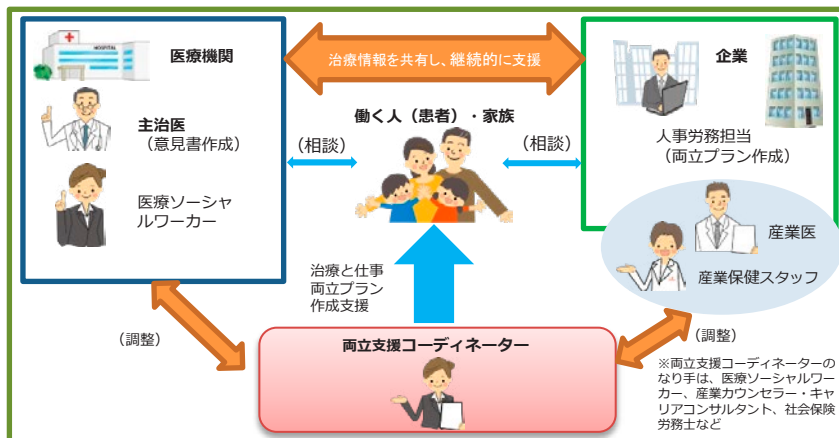 HOSPITAL
医療機関
治療情報を共有し、継続的に支援
企業
主治医
(意見書作成)
働く人（患者）・家族
(相談)
(相談)
人事労務担当
(両立プラン作成)
医療ソーシャ
ルワーカー
産業医
産業保健スタッフ
治療と仕事
両立プラン
作成支援
(調整)
両立支援コーディネーター
(調整)
※両立支援コーディネーターの
なり手は、医療ソーシャルワー
カー、産業カウンセラー・キャ
リアコンサルタント、社会保険
労務士など